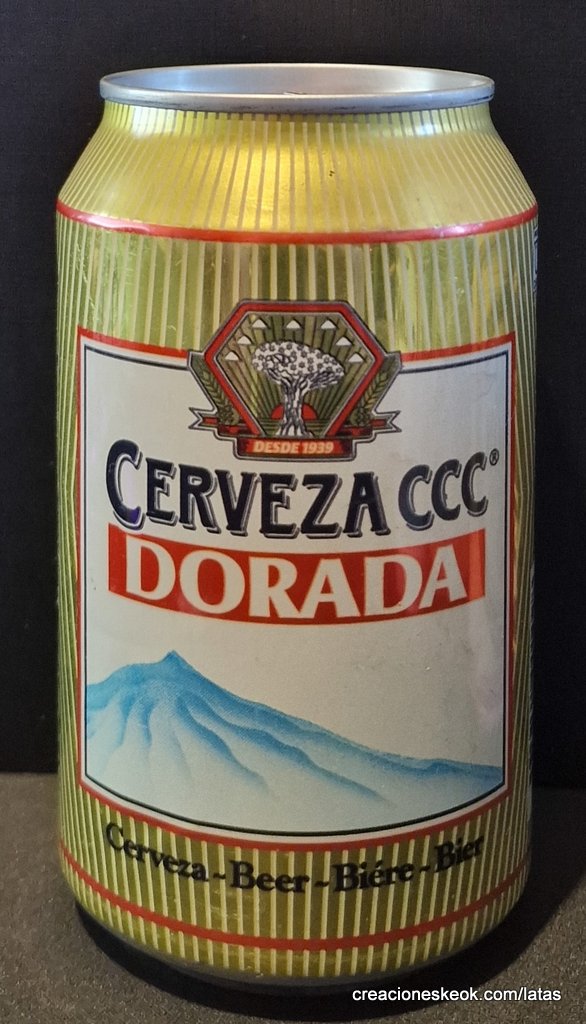 DESDE 1939
CERVEZA CCC®
DORADA
Cerveza - Beer - Biére - Bier
creacioneskeok.com/latas